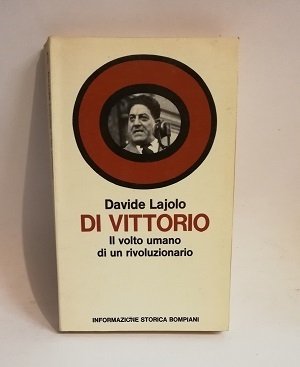 Davide Lajolo
DI VITTORIO
Il volto umano
di un rivoluzionario
INFORMAZIONE STORICA BOMPIANI